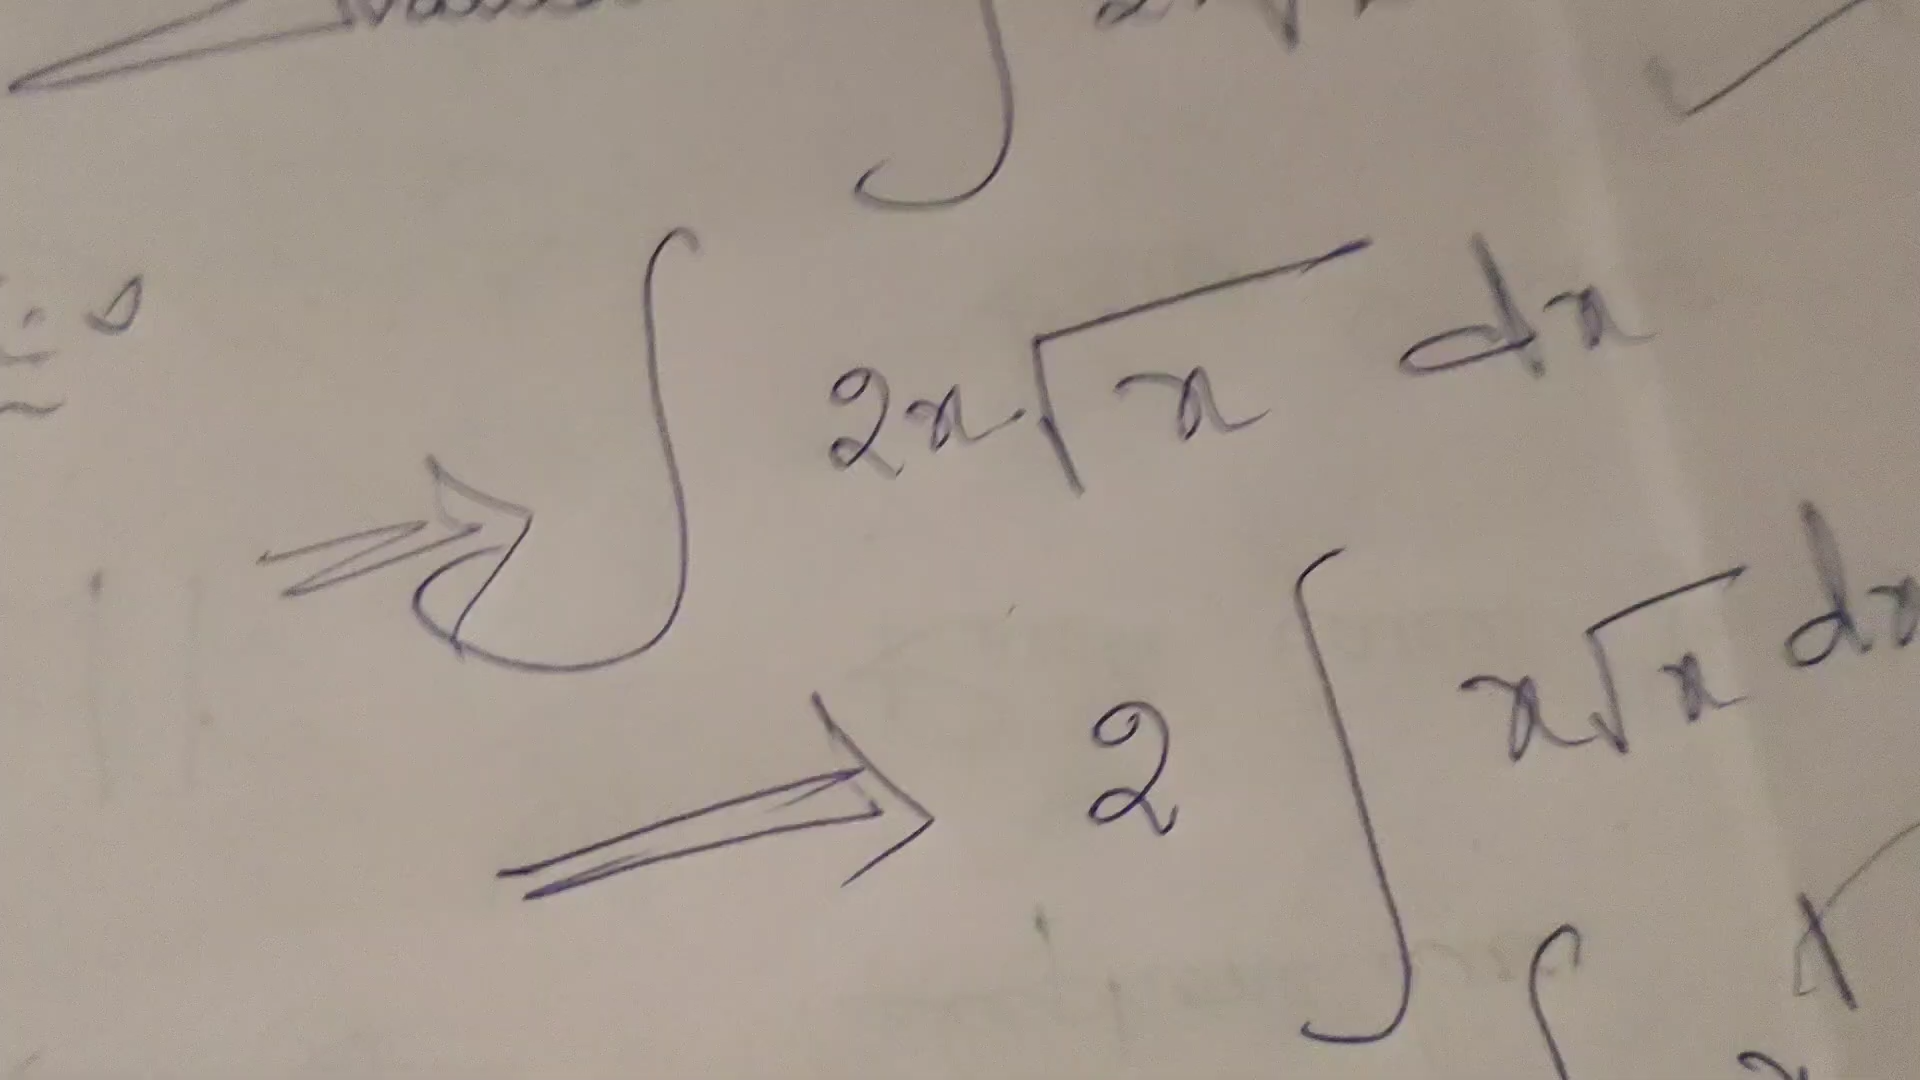 ∫ 2x√x dx
⇒ 2 ∫ x√x dx